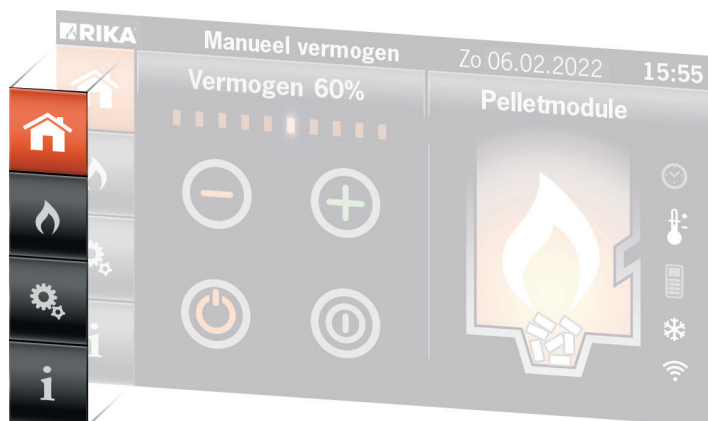 RIKA
Manueel vermogen
Zo 06.02.2022
15:55
Vermogen 60%
Pelletmodule